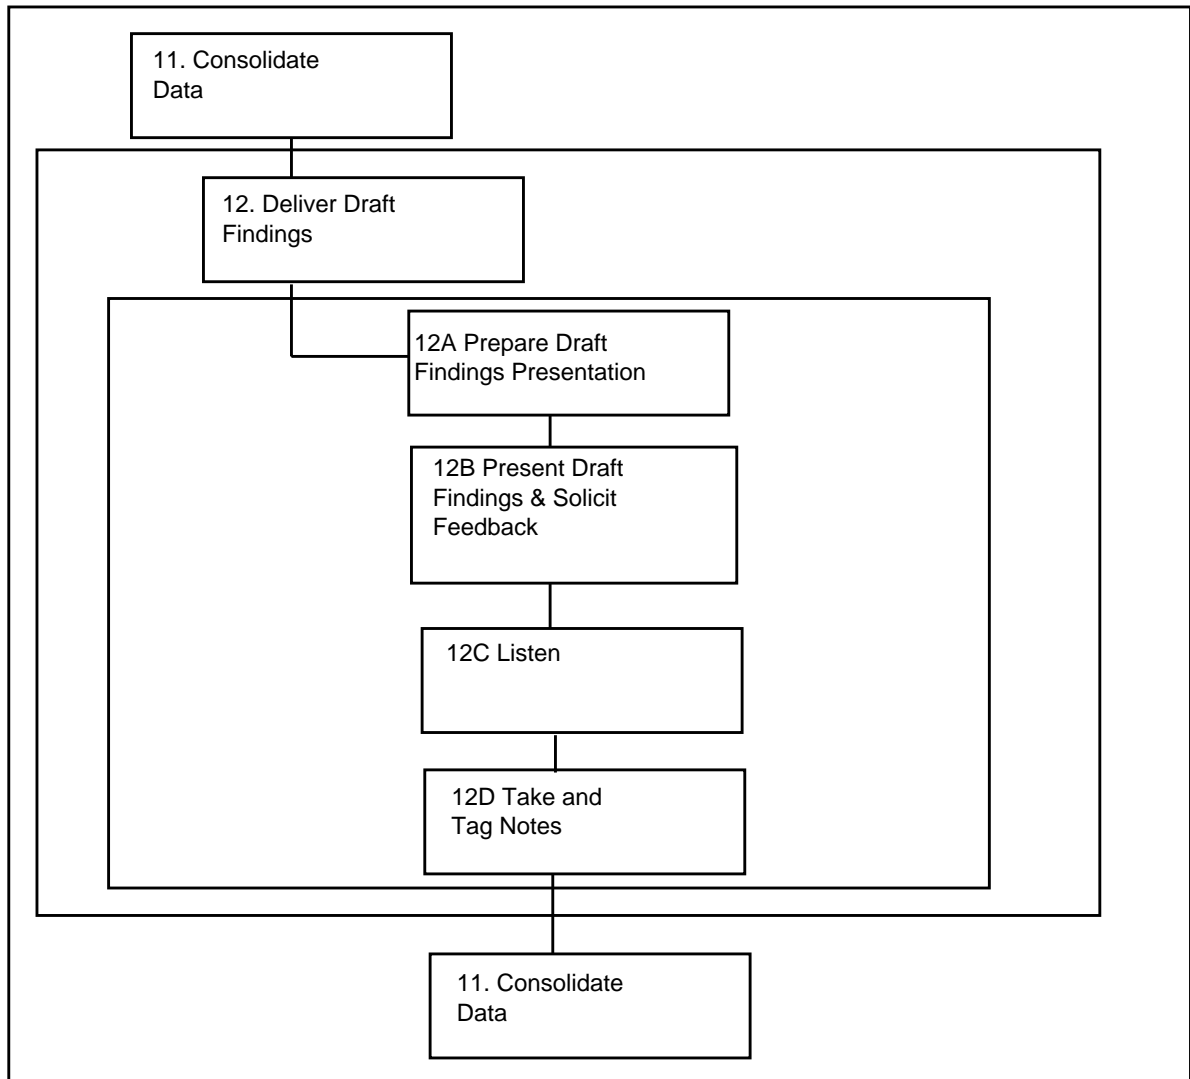 11. Consolidate
Data
12. Deliver Draft
Findings
12A Prepare Draft
Findings Presentation
12B Present Draft
Findings & Solicit
Feedback
12C Listen
12D Take and
Tag Notes
11. Consolidate
Data